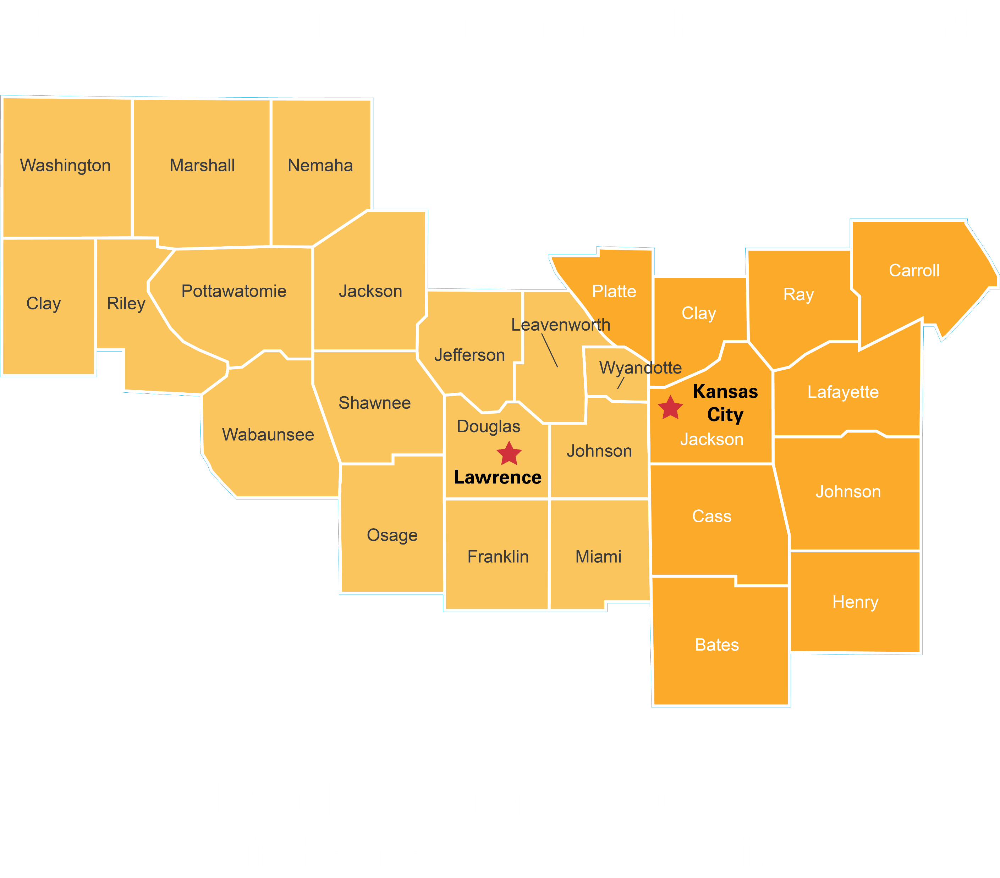 Washington
Marshall
Nemaha
Carroll
Pottawatomie
Jackson
Platte
Ray
Clay
Riley
Clay
Leavenworth
Jefferson
Wyandotte
Kansas
City
Lafayette
Shawnee
Douglas
Wabaunsee
Jackson
Johnson
Lawrence
Johnson
Cass
Osage
Franklin
Miami
Henry
Bates